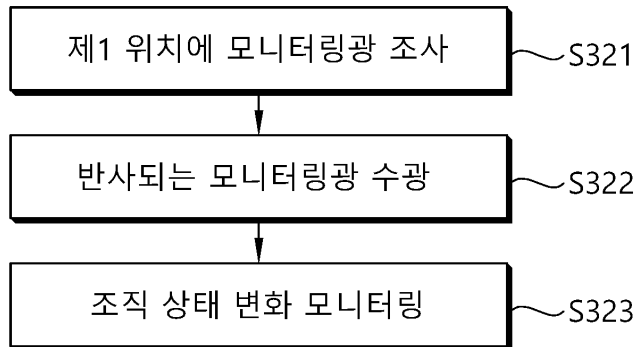 제1 위치에 모니터링광 조사
S321
반사되는 모니터링광 수광
S322
조직 상태 변화 모니터링
S323